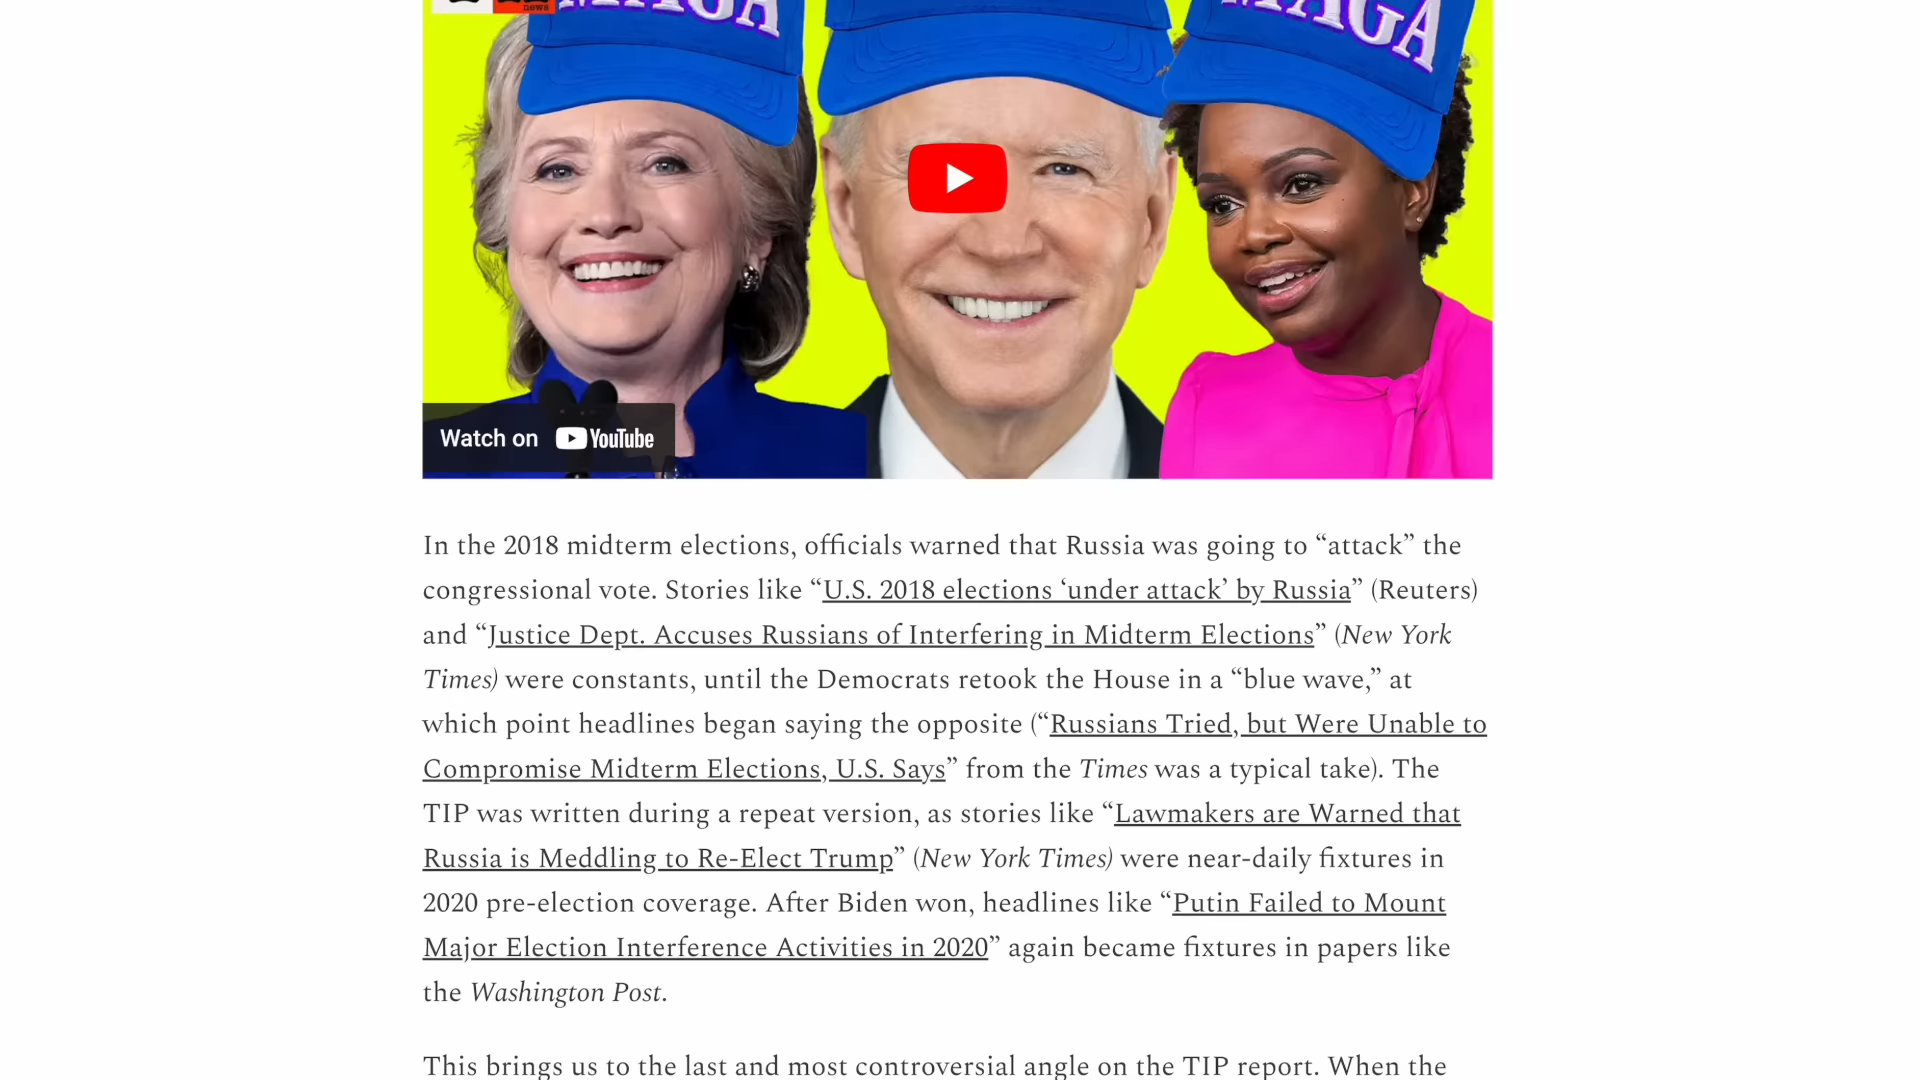 news
MAGA
MAGA
Watch on YouTube
In the 2018 midterm elections, officials warned that Russia was going to “attack” the
congressional vote. Stories like “U.S. 2018 elections ‘under attack’ by Russia” (Reuters)
and “Justice Dept. Accuses Russians of Interfering in Midterm Elections” (New York
Times) were constants, until the Democrats retook the House in a “blue wave,” at
which point headlines began saying the opposite (“Russians Tried, but Were Unable to
Compromise Midterm Elections, U.S. Says” from the Times was a typical take). The
TIP was written during a repeat version, as stories like “Lawmakers are Warned that
Russia is Meddling to Re-Elect Trump” (New York Times) were near-daily fixtures in
2020 pre-election coverage. After Biden won, headlines like “Putin Failed to Mount
Major Election Interference Activities in 2020” again became fixtures in papers like
the Washington Post.
This brings us to the last and most controversial angle on the TIP report. When the